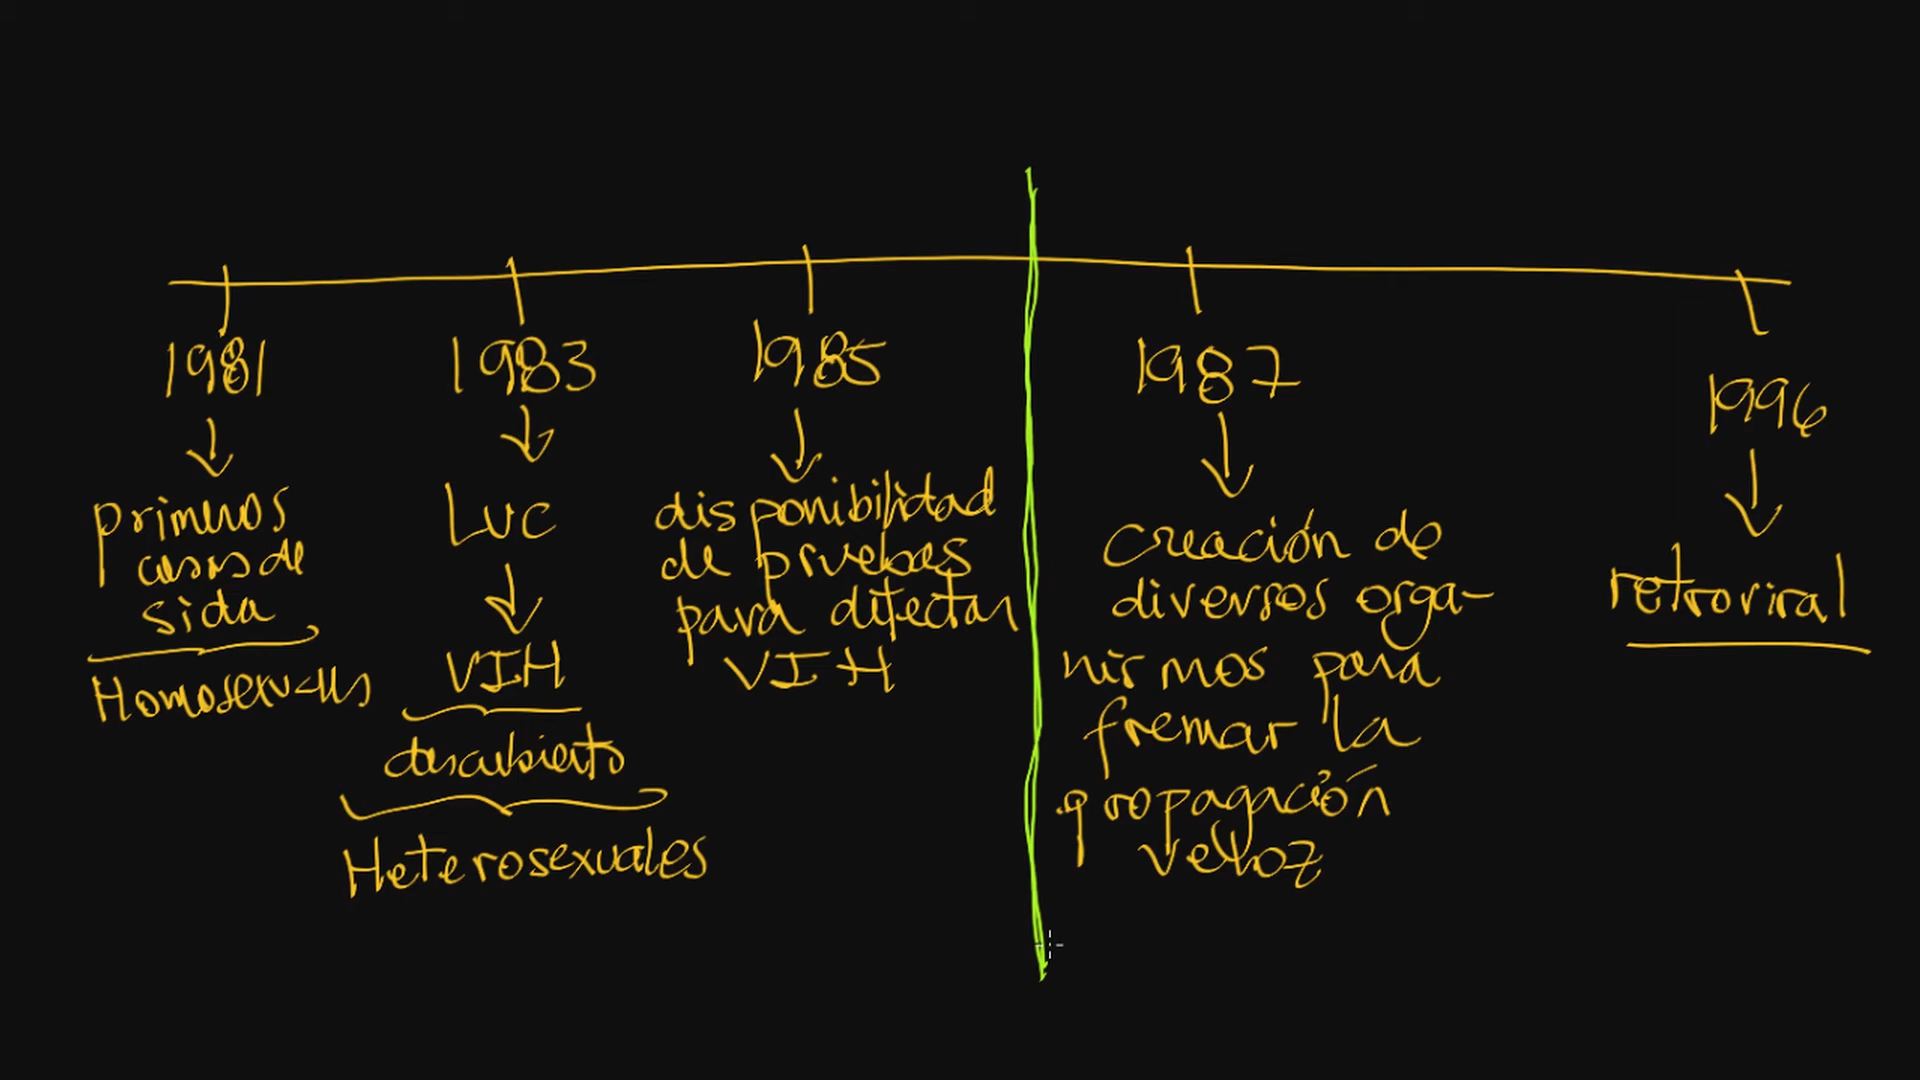 1981
primeros
casos de
sida
Homosexuales
1983
LUC
VIH
descubierto
Heterosexuales
1985
disponibilidad
de pruebas
para detectar
VIH
1987
creación de
diversos orga-
nismos para
fremar la
propagación
veloz
1996
retroviral